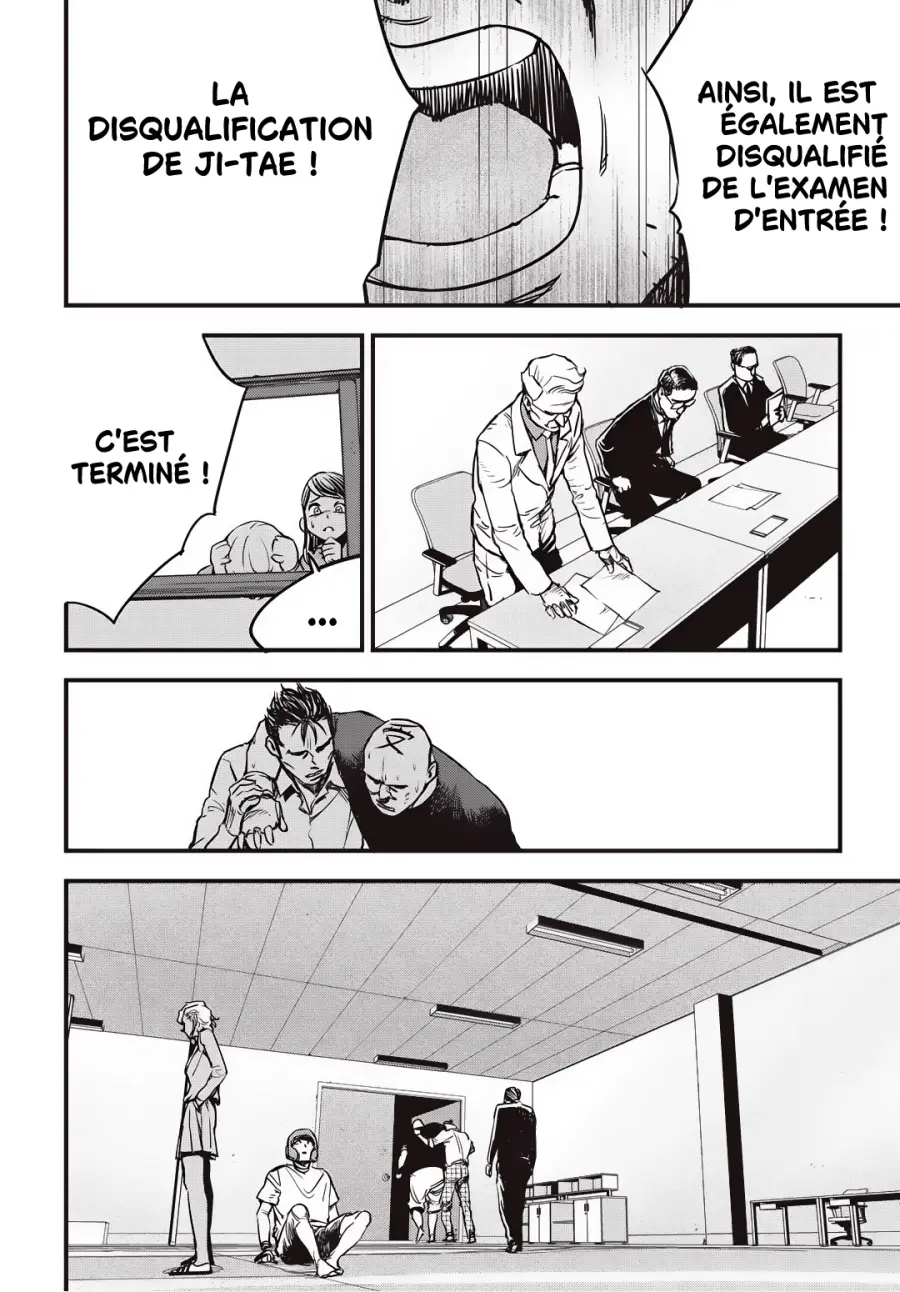 AINSI, IL EST
ÉGALEMENT
DISQUALIFIÉ
DE L'EXAMEN
D'ENTRÉE !
LA
DISQUALIFICATION
DE JI-TAE !
C'EST
TERMINÉ !
...